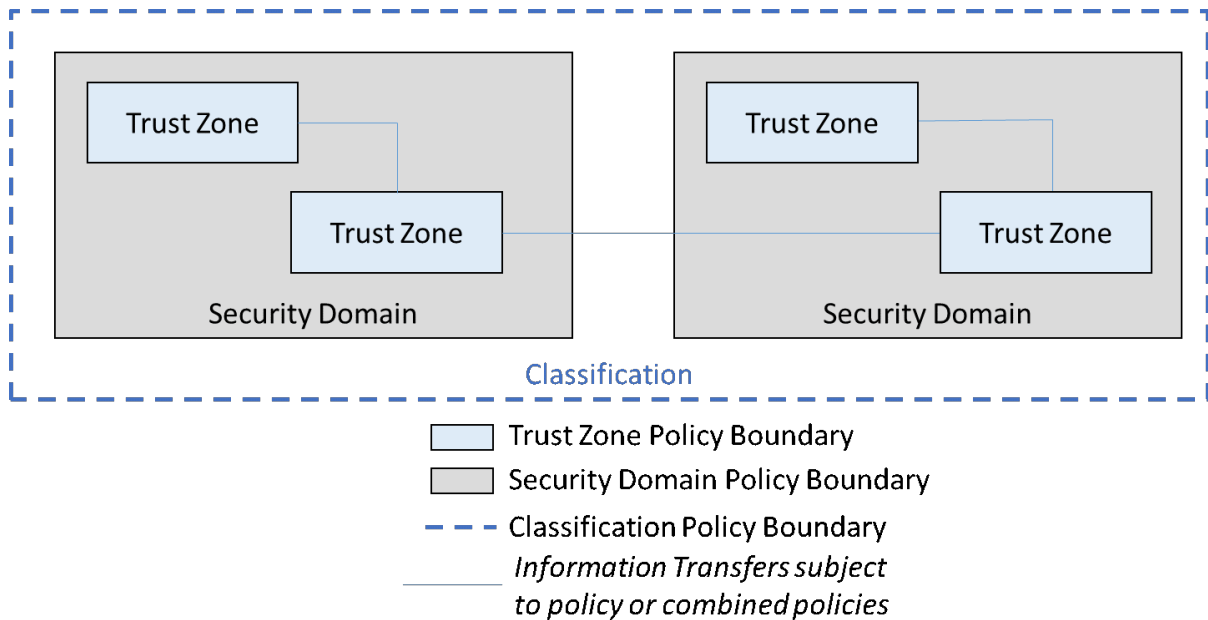 Trust Zone
Trust Zone
Trust Zone
Trust Zone
Security Domain
Security Domain
Classification
Trust Zone Policy Boundary
Security Domain Policy Boundary
Classification Policy Boundary
Information Transfers subject
to policy or combined policies